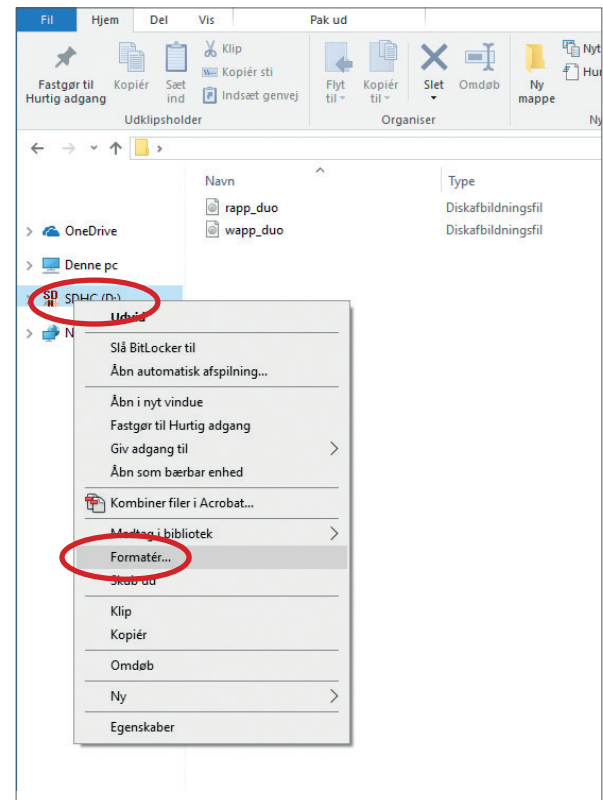 Fil Hjem Del Vis Pak ud
Fastgør til
Hurtig adgang
Kopiér
Sæt
ind
Klip
Kopiér sti
Indsæt genvej
Udklipsholder
Flyt
til
Kopiér
til
Slet
Omdøb
Organiser
Ny
mappe
Nyt
Hur
Ny
Navn Type
rapp_duo Diskafbildningsfil
wapp_duo Diskafbildningsfil
OneDrive
Denne pc
SDHC (D:)
N
Udvid
Slå BitLocker til
Åbn automatisk afspilning...
Åbn i nyt vindue
Fastgør til Hurtig adgang
Giv adgang til
Åbn som bærbar enhed
Kombiner filer i Acrobat...
Medtag i bibliotek
Formatér...
Skub ud
Klip
Kopiér
Omdøb
Ny
Egenskaber